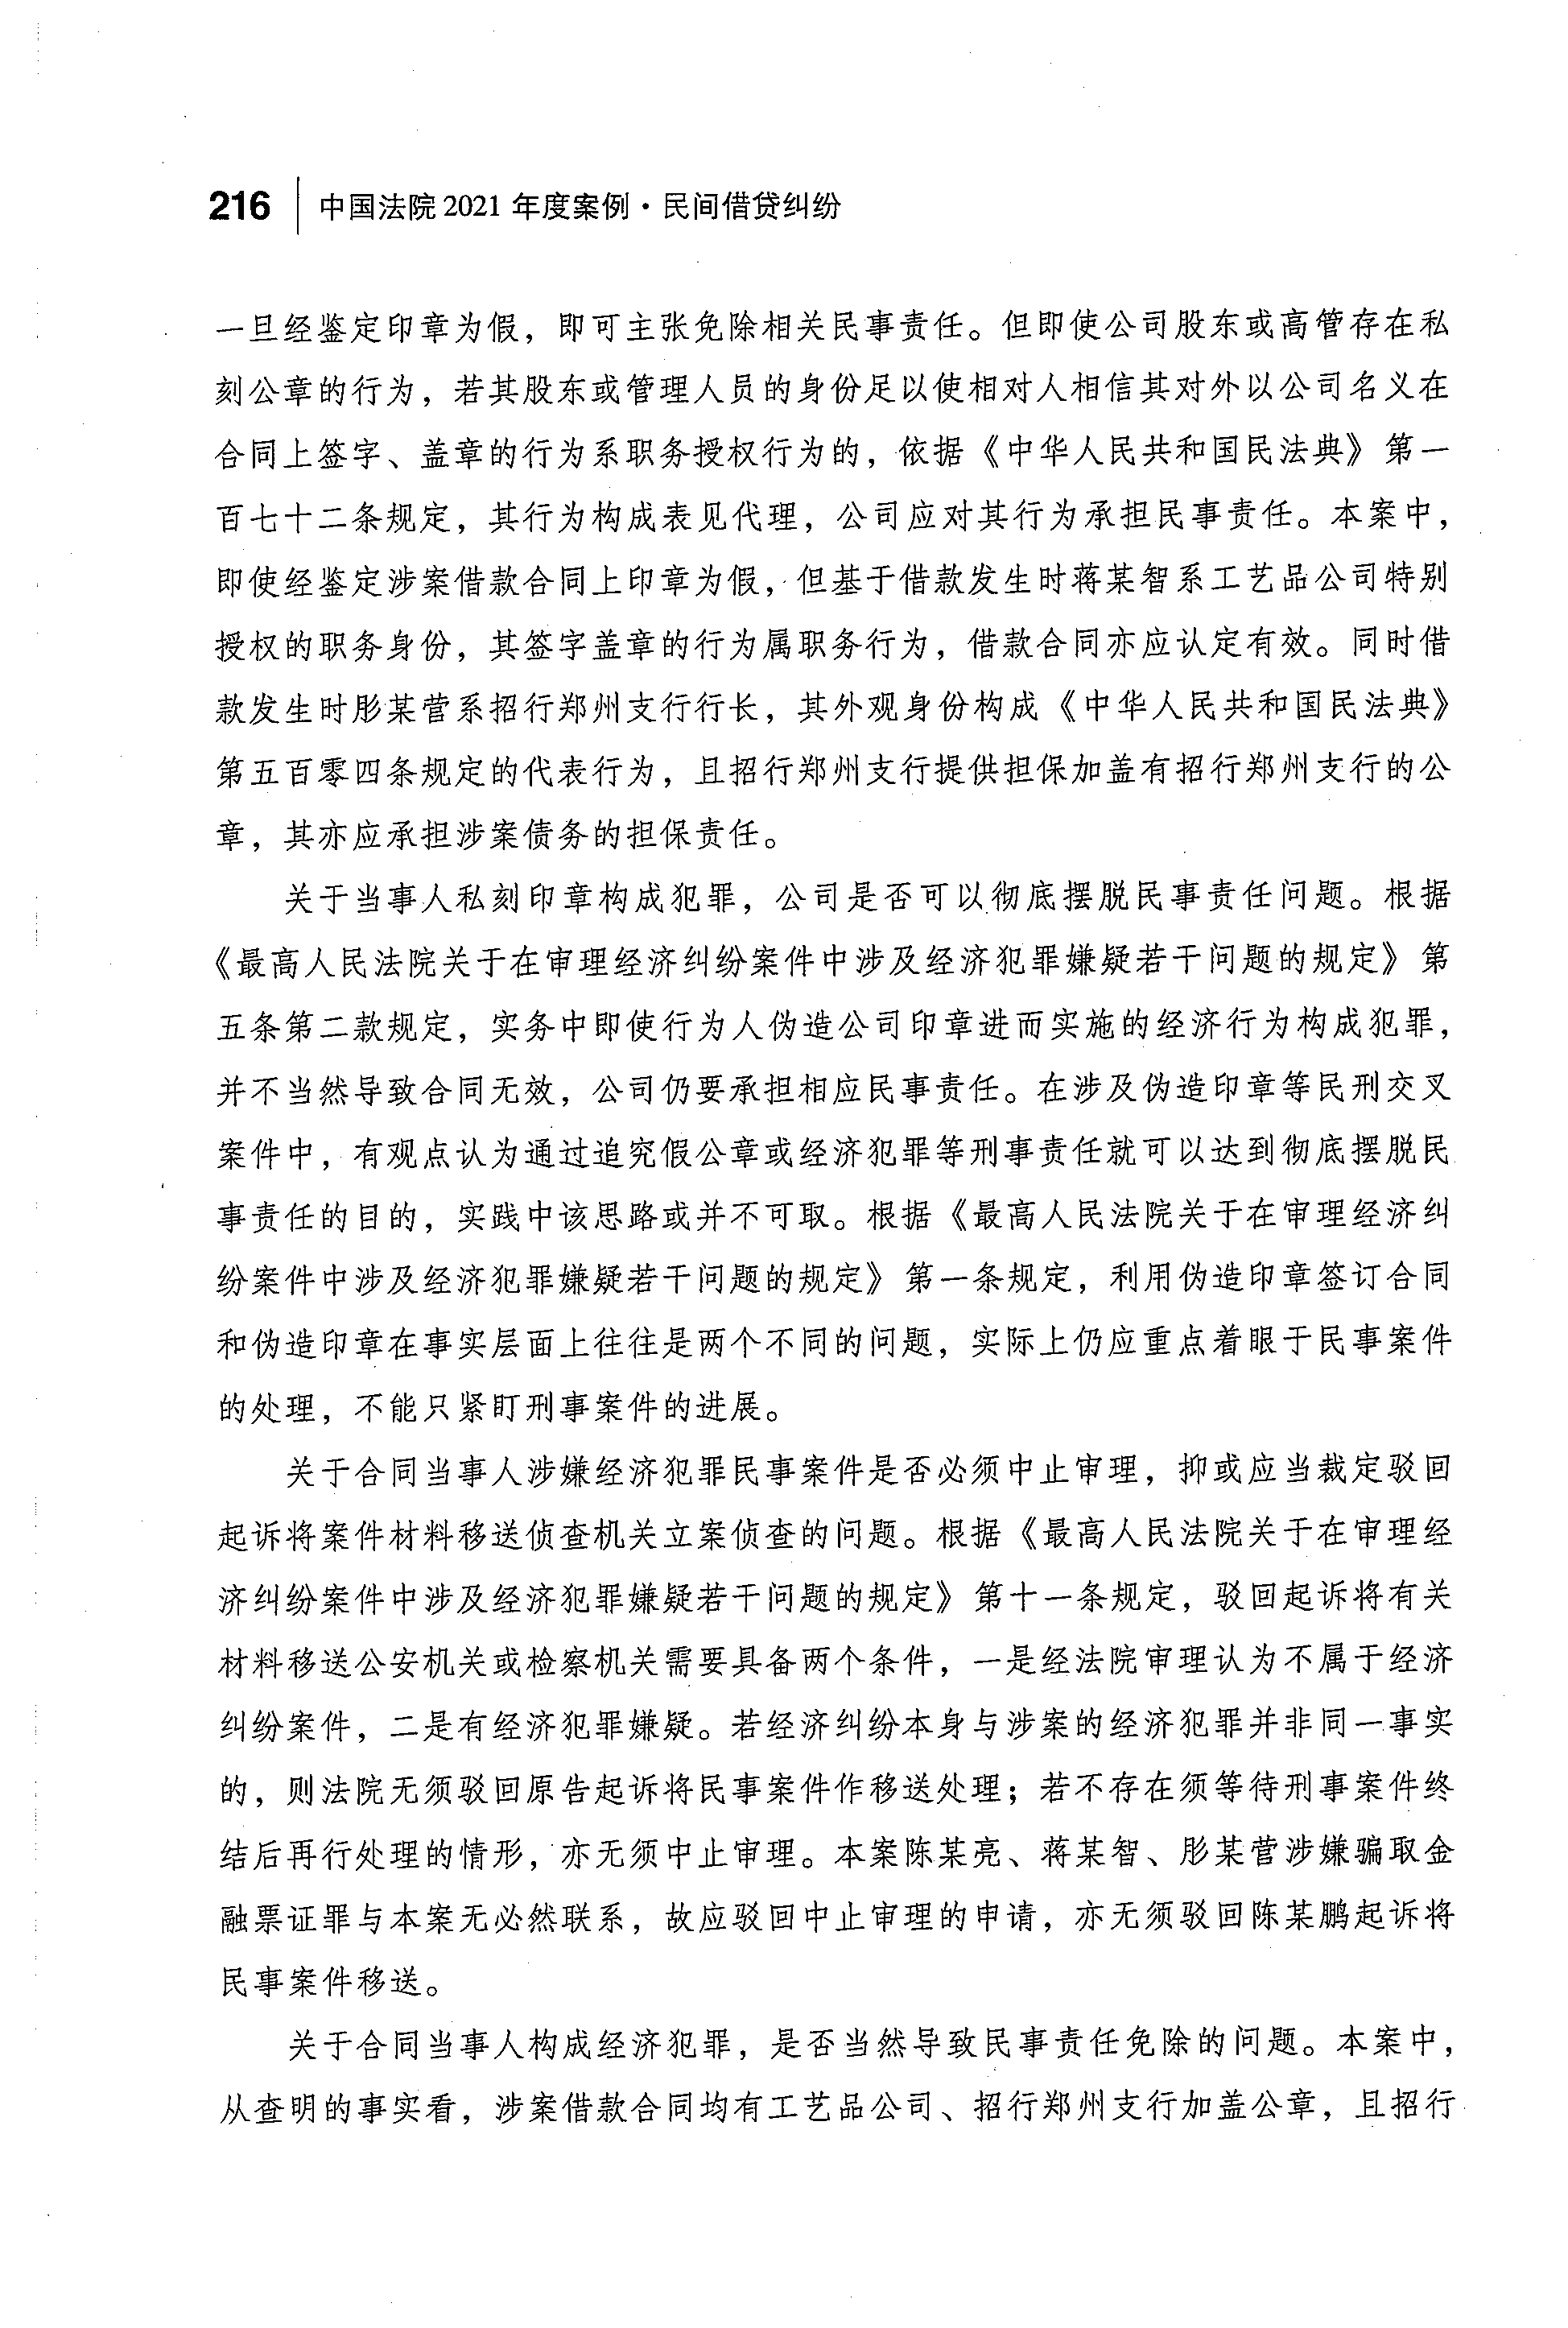 216 中国法院2021年度案例·民间借贷纠纷
一旦经鉴定印章为假，即可主张免除相关民事责任。但即使公司股东或高管存在私
刻公章的行为，若其股东或管理人员的身份足以使相对人相信其对外以公司名义在
合同上签字、盖章的行为系职务授权行为的，依据《中华人民共和国民法典》第一
百七十二条规定，其行为构成表见代理，公司应对其行为承担民事责任。本案中，
即使经鉴定涉案借款合同上印章为假，但基于借款发生时蒋某智系工艺品公司特别
授权的职务身份，其签字盖章的行为属职务行为，借款合同亦应认定有效。同时借
款发生时肜某营系招行郑州支行行长，其外观身份构成《中华人民共和国民法典》
第五百零四条规定的代表行为，且招行郑州支行提供担保加盖有招行郑州支行的公
章，其亦应承担涉案债务的担保责任。
关于当事人私刻印章构成犯罪，公司是否可以彻底摆脱民事责任问题。根据
《最高人民法院关于在审理经济纠纷案件中涉及经济犯罪嫌疑若干问题的规定》第
五条第二款规定，实务中即使行为人伪造公司印章进而实施的经济行为构成犯罪，
并不当然导致合同无效，公司仍要承担相应民事责任。在涉及伪造印章等民刑交叉
案件中，有观点认为通过追究假公章或经济犯罪等刑事责任就可以达到彻底摆脱民
事责任的目的，实践中该思路或并不可取。根据《最高人民法院关于在审理经济纠
纷案件中涉及经济犯罪嫌疑若干问题的规定》第一条规定，利用伪造印章签订合同
和伪造印章在事实层面上往往是两个不同的问题，实际上仍应重点着眼于民事案件
的处理，不能只紧盯刑事案件的进展。
关于合同当事人涉嫌经济犯罪民事案件是否必须中止审理，抑或应当裁定驳回
起诉将案件材料移送侦查机关立案侦查的问题。根据《最高人民法院关于在审理经
济纠纷案件中涉及经济犯罪嫌疑若干问题的规定》第十一条规定，驳回起诉将有关
材料移送公安机关或检察机关需要具备两个条件，一是经法院审理认为不属于经济
纠纷案件，二是有经济犯罪嫌疑。若经济纠纷本身与涉案的经济犯罪并非同一事实
的，则法院无须驳回原告起诉将民事案件作移送处理；若不存在须等待刑事案件终
结后再行处理的情形，亦无须中止审理。本案陈某亮、蒋某智、肜某营涉嫌骗取金
融票证罪与本案无必然联系，故应驳回中止审理的申请，亦无须驳回陈某鹏起诉将
民事案件移送。
关于合同当事人构成经济犯罪，是否当然导致民事责任免除的问题。本案中，
从查明的事实看，涉案借款合同均有工艺品公司、招行郑州支行加盖公章，且招行